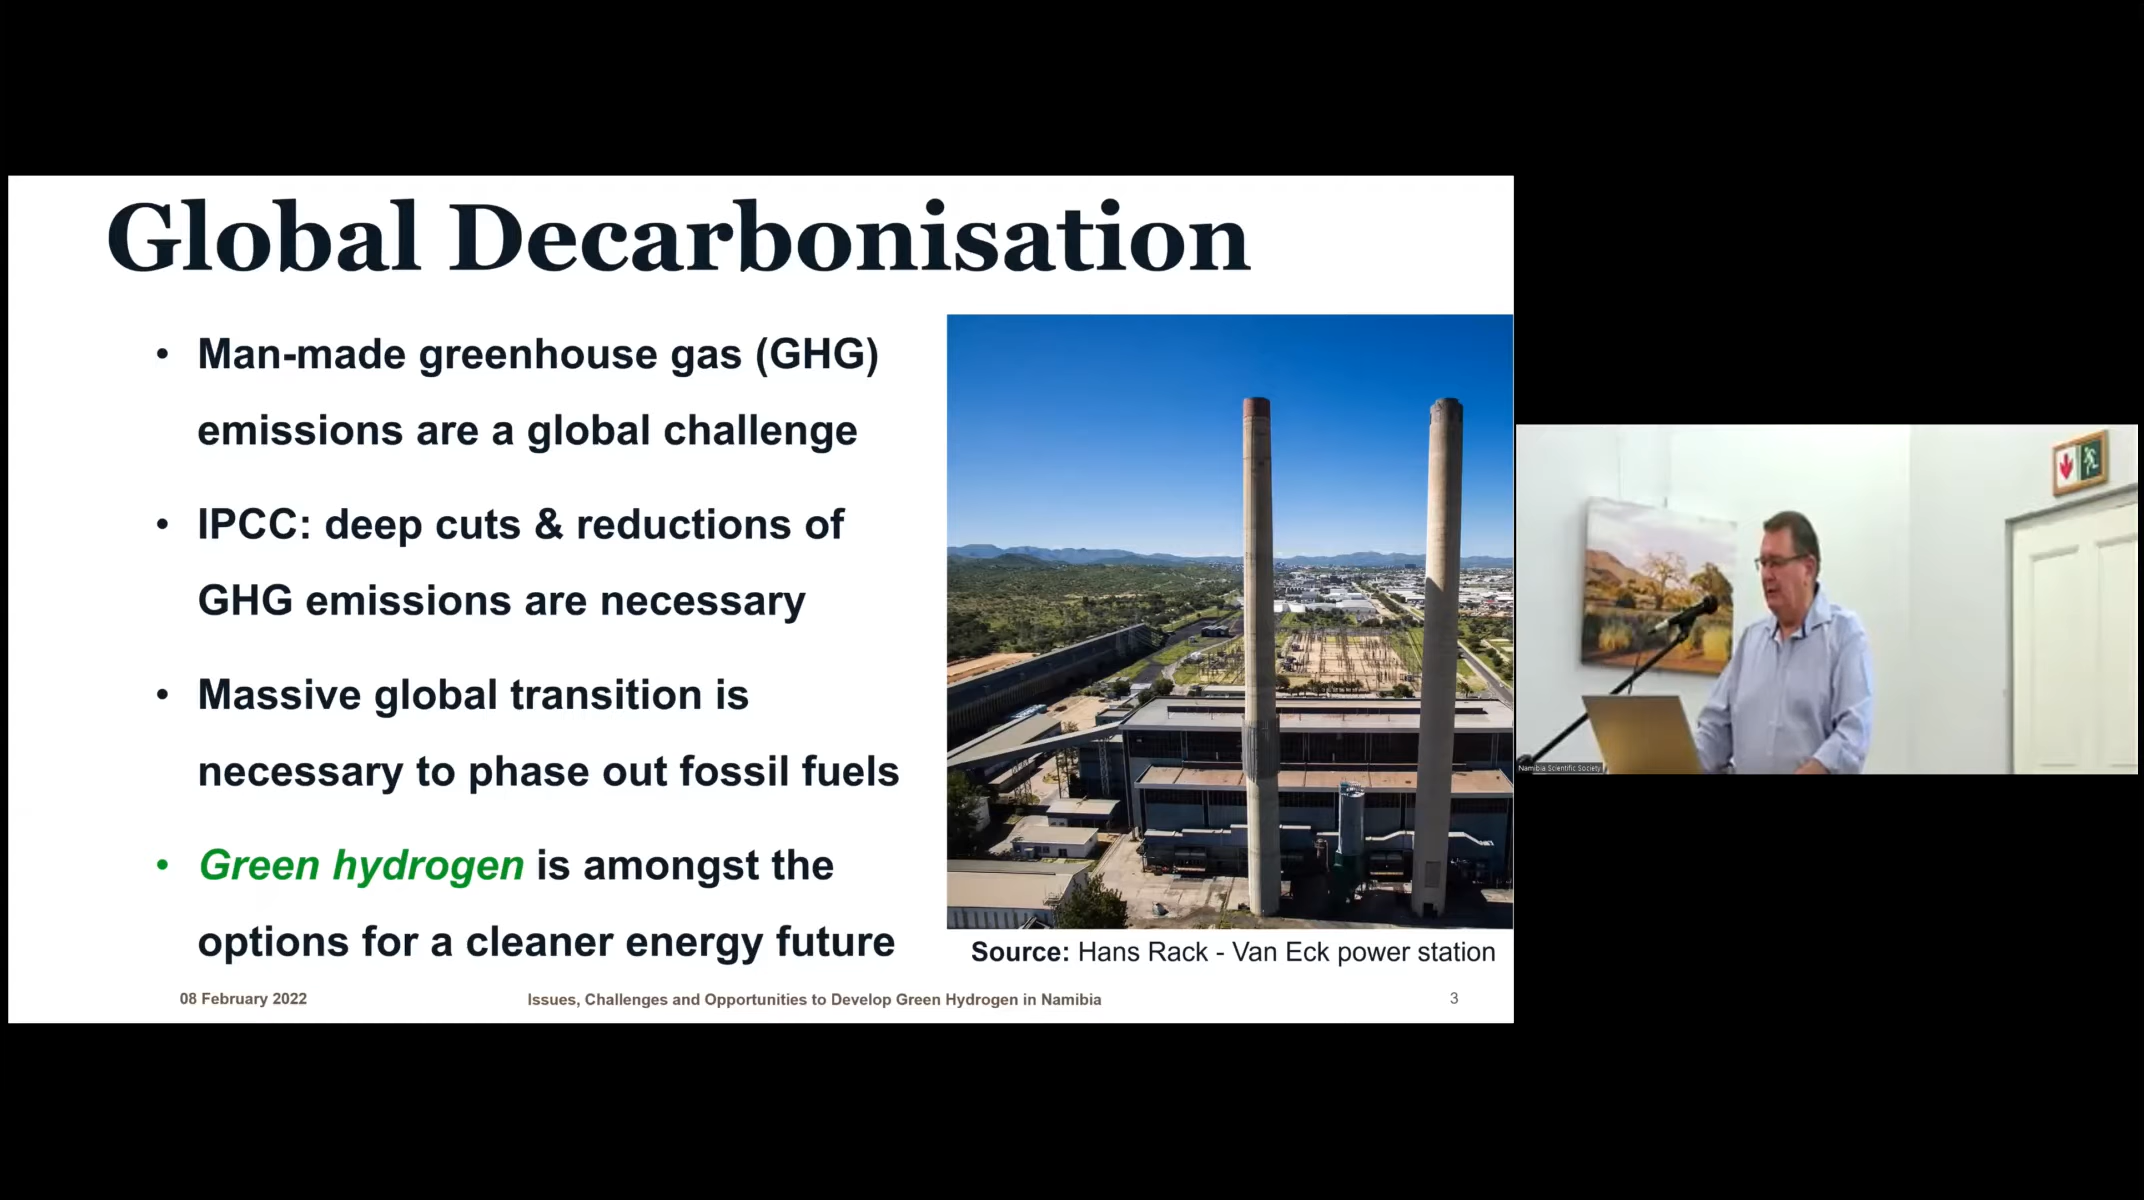 Global Decarbonisation
• Man-made greenhouse gas (GHG)
emissions are a global challenge
• IPCC: deep cuts & reductions of
GHG emissions are necessary
• Massive global transition is
necessary to phase out fossil fuels
• Green hydrogen is amongst the
options for a cleaner energy future
Source: Hans Rack - Van Eck power station
08 February 2022
Issues, Challenges and Opportunities to Develop Green Hydrogen in Namibia
3
Namibia Scientific Society